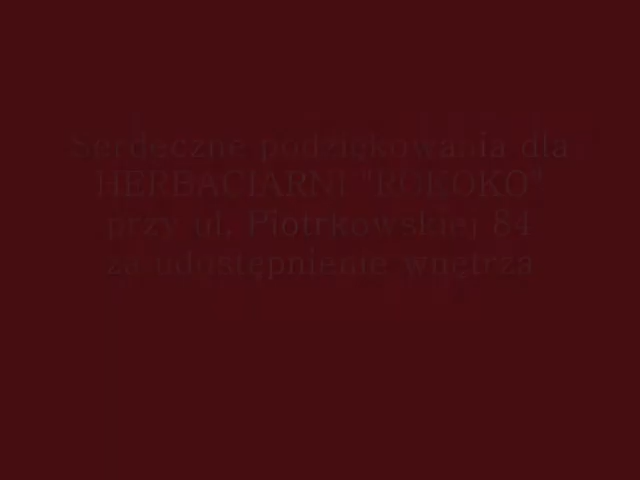 Serdeczne podziękowania dla
HERBACIARNI "ROKOKO"
przy ul. Piotrkowskiej 84
za udostępnienie wnętrza